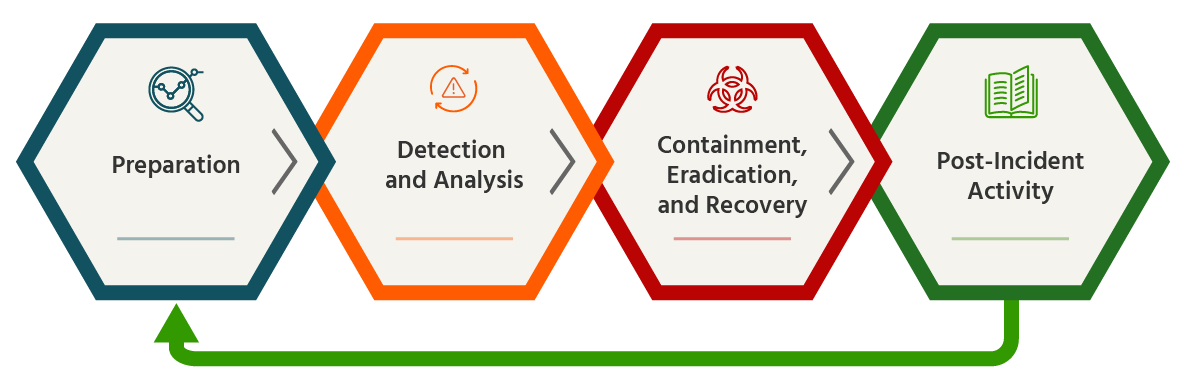 Preparation
Detection
and Analysis
Containment,
Eradication,
and Recovery
Post-Incident
Activity